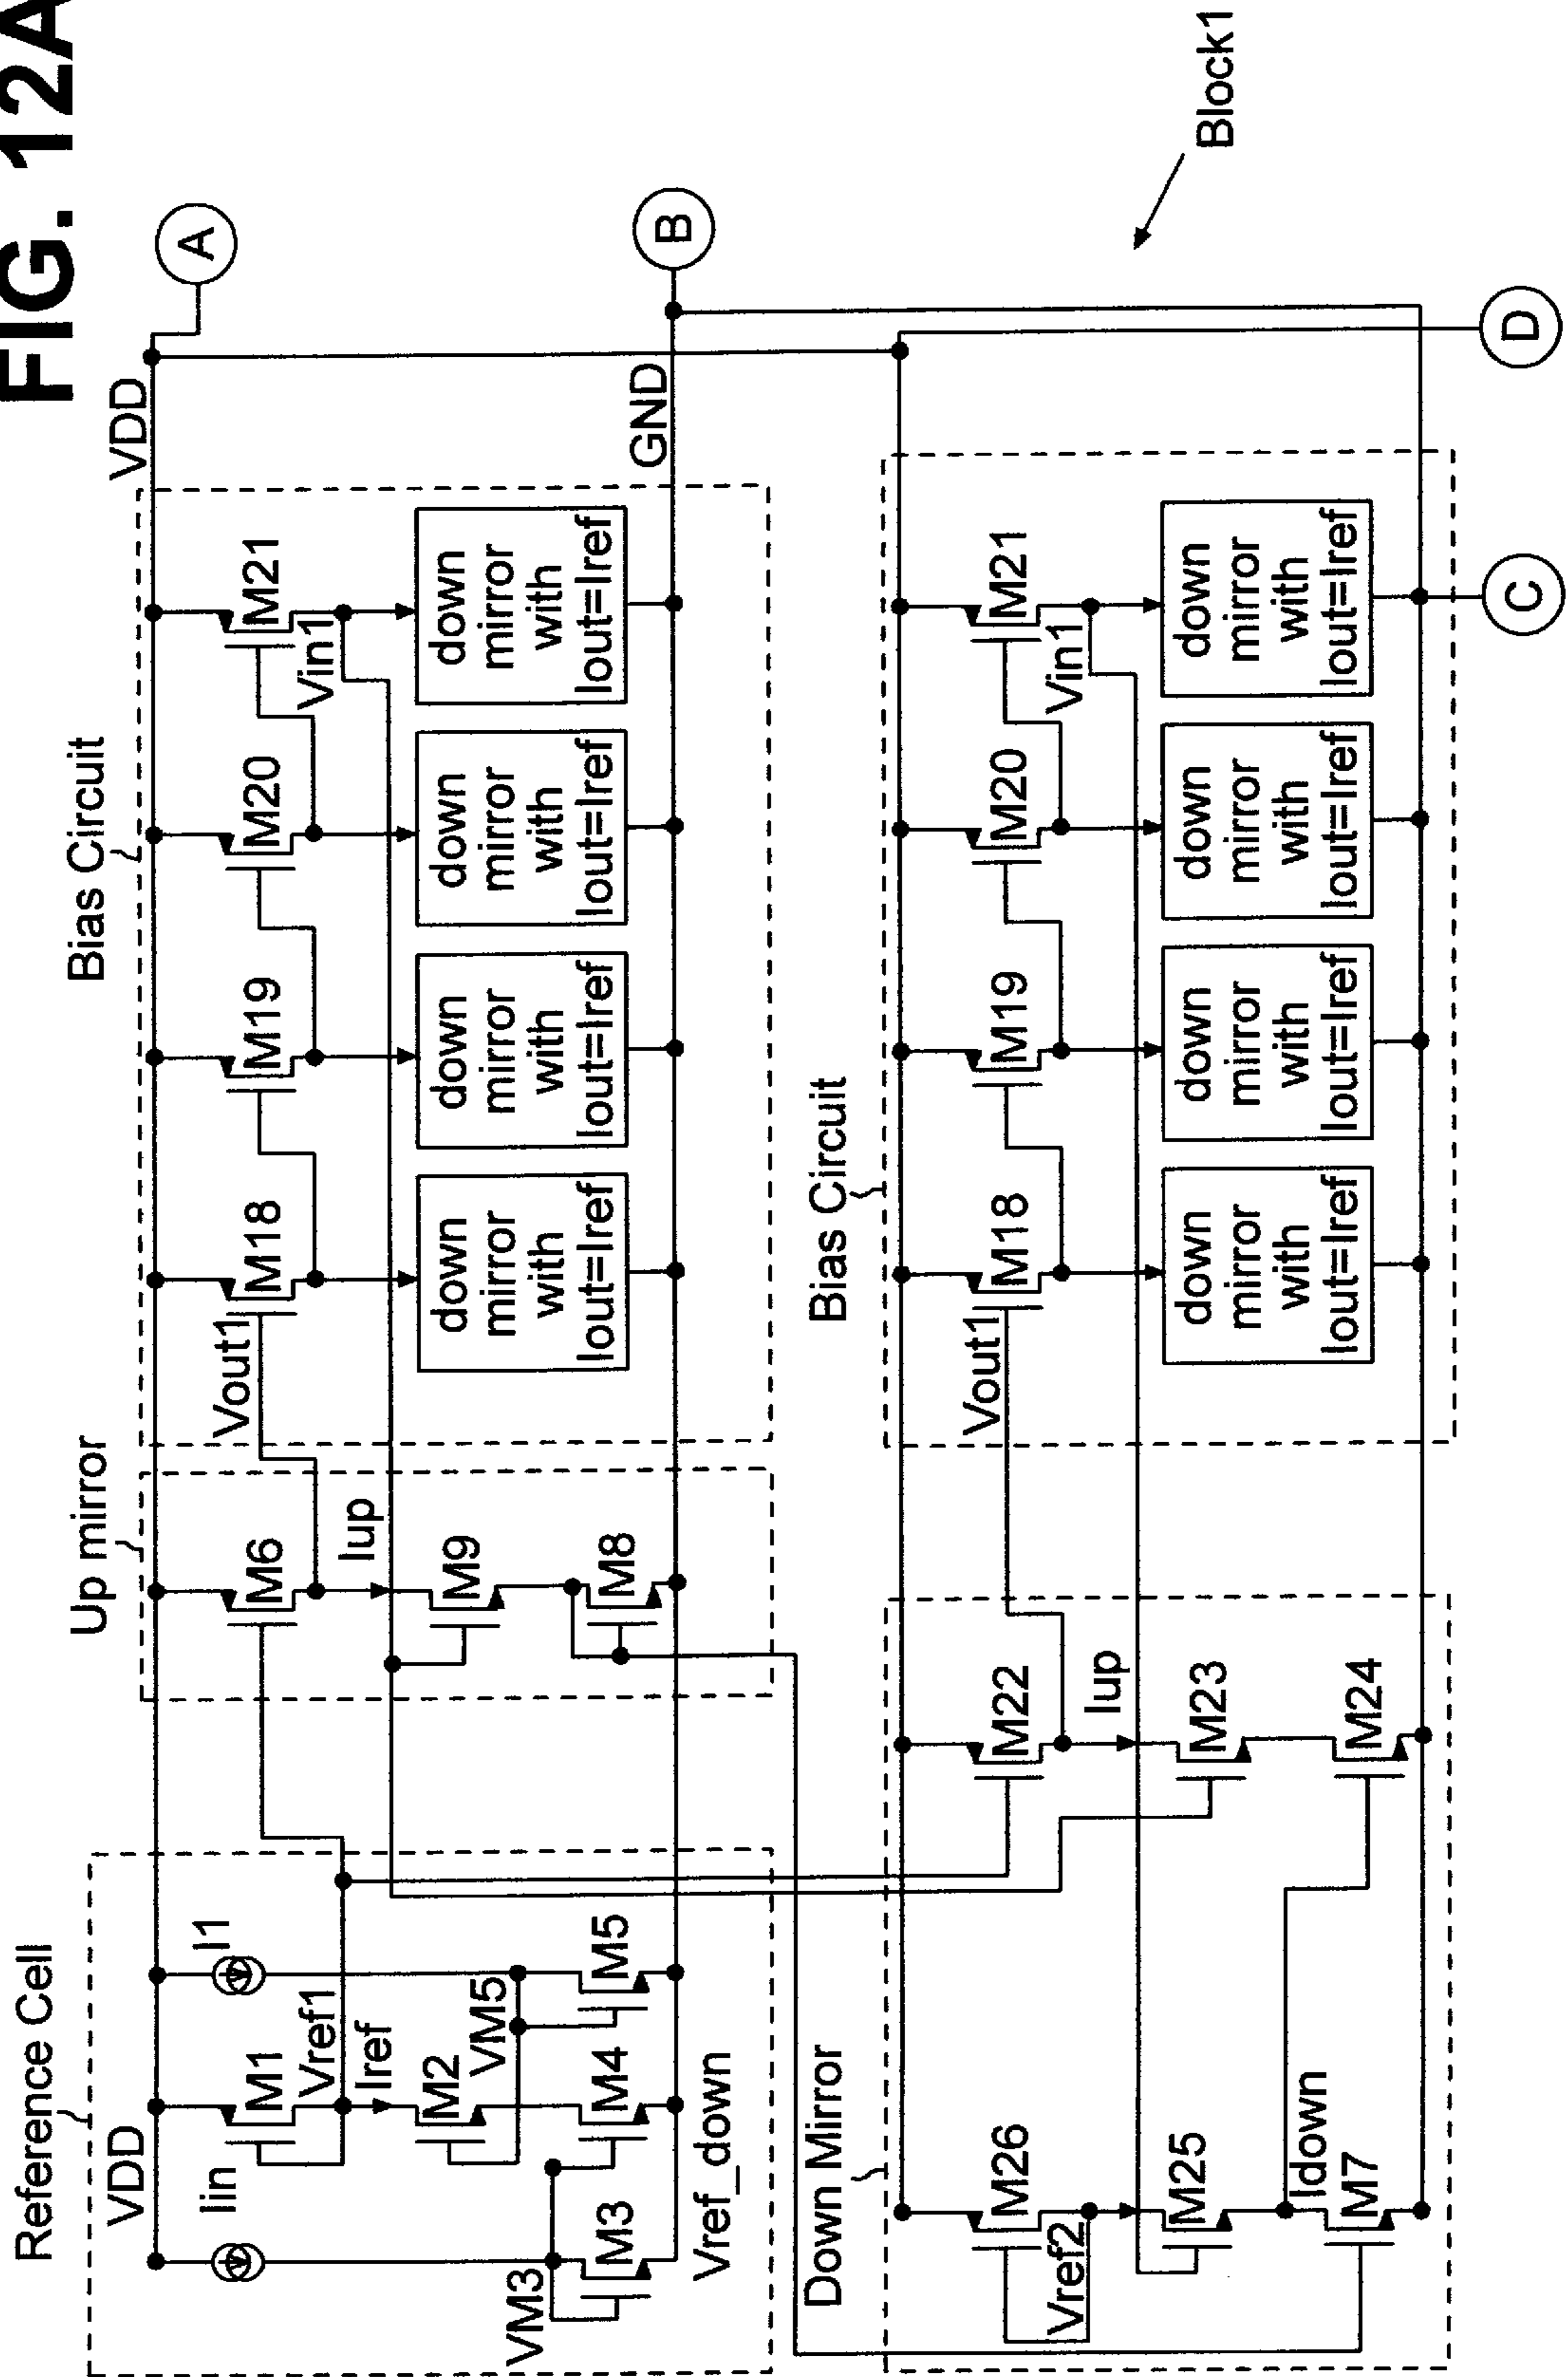 FIG. 12A
Reference Cell
Up mirror
Bias Circuit
VDD
VDD
A
Iin
I1
M1
Vref1
Iref
M2
VM5
M5
M4
VM3
M3
M6
Iup
M9
M8
Vout1
M18
M19
M20
M21
Vin1
down
mirror
with
Iout=Iref
down
mirror
with
Iout=Iref
down
mirror
with
Iout=Iref
down
mirror
with
Iout=Iref
GND
B
Vref_down
Down Mirror
Bias Circuit
Block1
M26
Vref2
M25
Idown
M7
M22
Iup
M23
M24
Vout1
M18
M19
M20
M21
Vin1
down
mirror
with
Iout=Iref
down
mirror
with
Iout=Iref
down
mirror
with
Iout=Iref
down
mirror
with
Iout=Iref
C
D